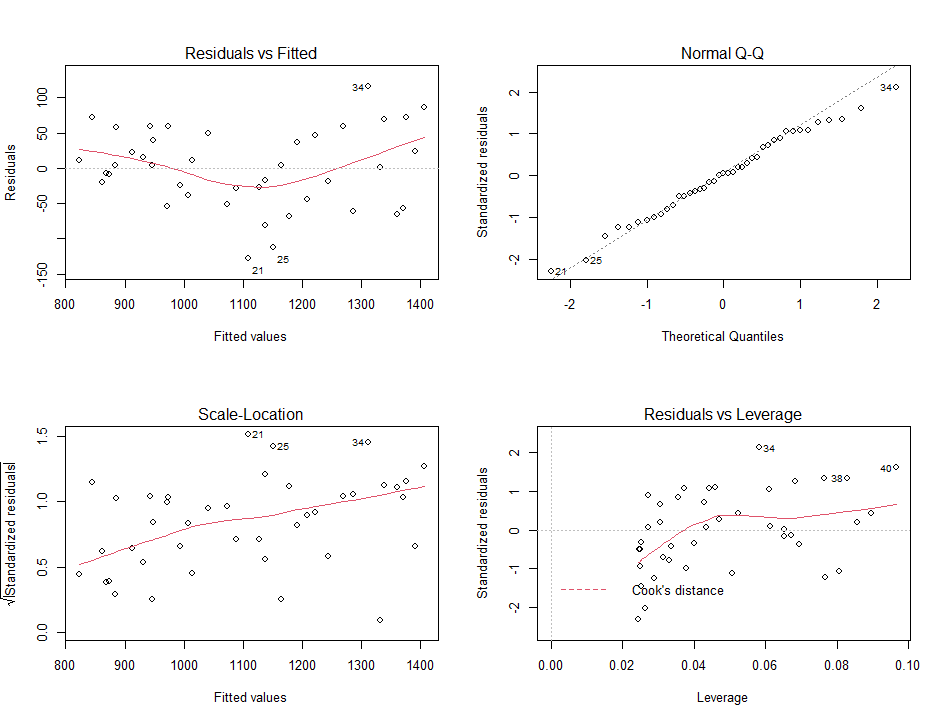 Residuals vs Fitted
Residuals
100
50
0
-50
-150
34
25
21
800 900 1000 1100 1200 1300 1400
Fitted values
Normal Q-Q
Standardized residuals
2
1
0
-1
-2
34
25
21
-2 -1 0 1 2
Theoretical Quantiles
Scale-Location
√|Standardized residuals|
1.5
1.0
0.5
0.0
21
25
34
800 900 1000 1100 1200 1300 1400
Fitted values
Residuals vs Leverage
Standardized residuals
2
1
0
-1
-2
34
40
38
Cook's distance
0.00 0.02 0.04 0.06 0.08 0.10
Leverage